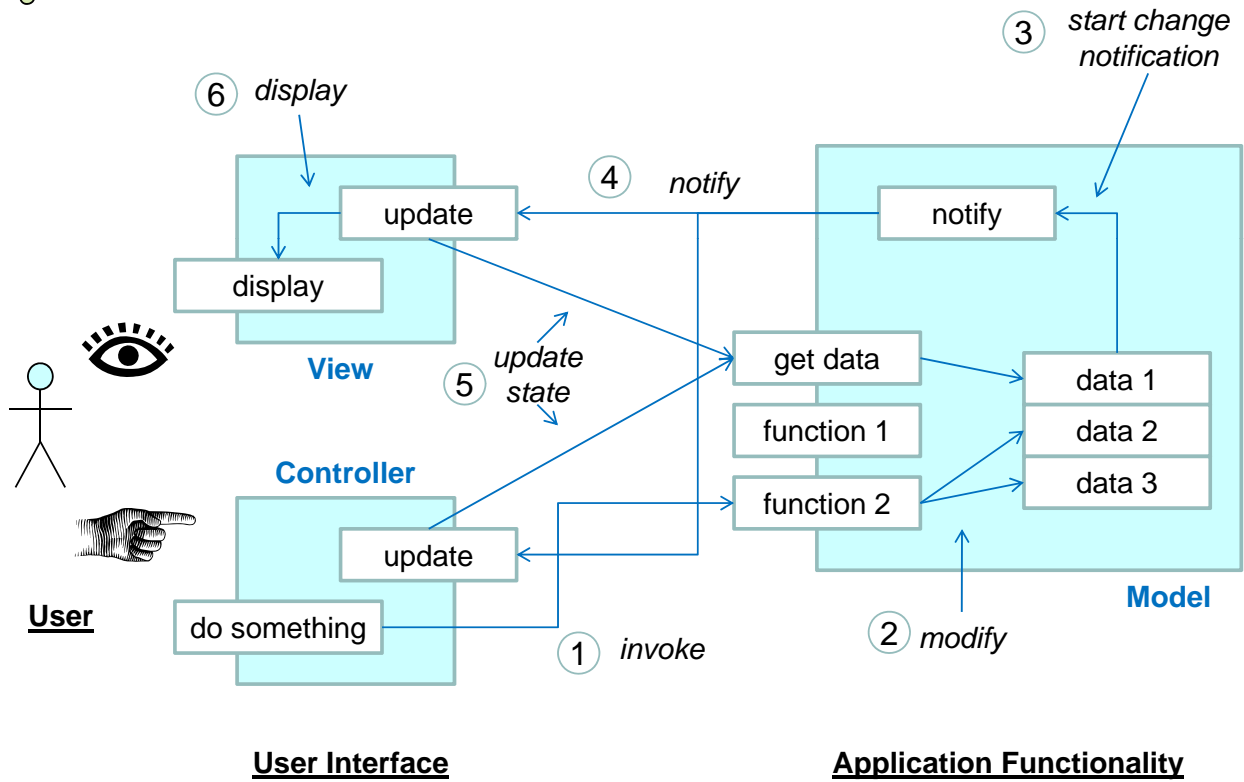 3 start change
notification
6 display
4 notify
update
notify
display
View
get data
data 1
5 update
state
function 1
data 2
Controller
function 2
data 3
update
Model
User
do something
1 invoke
2 modify
User Interface
Application Functionality